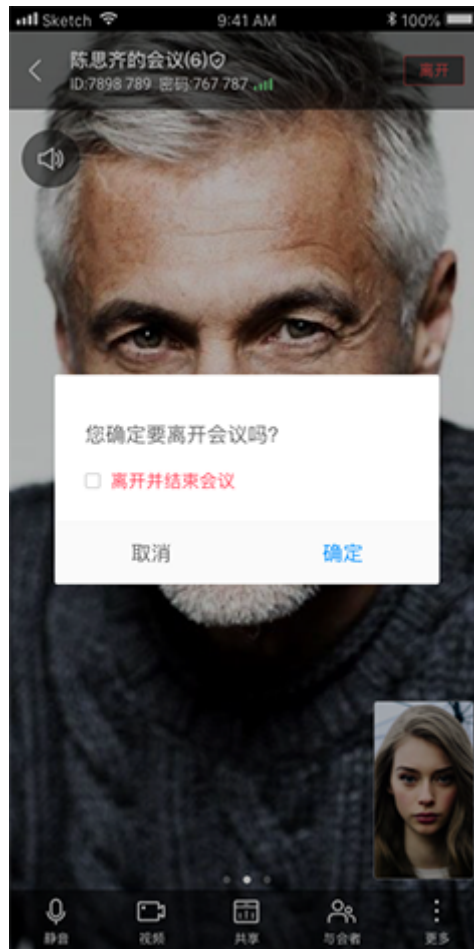 Sketch 9:41 AM 100%
陈思齐的会议(6)
ID:7898 789 密码:767 787
离开
您确定要离开会议吗?
离开并结束会议
取消 确定
静音 视频 共享 与会者 更多